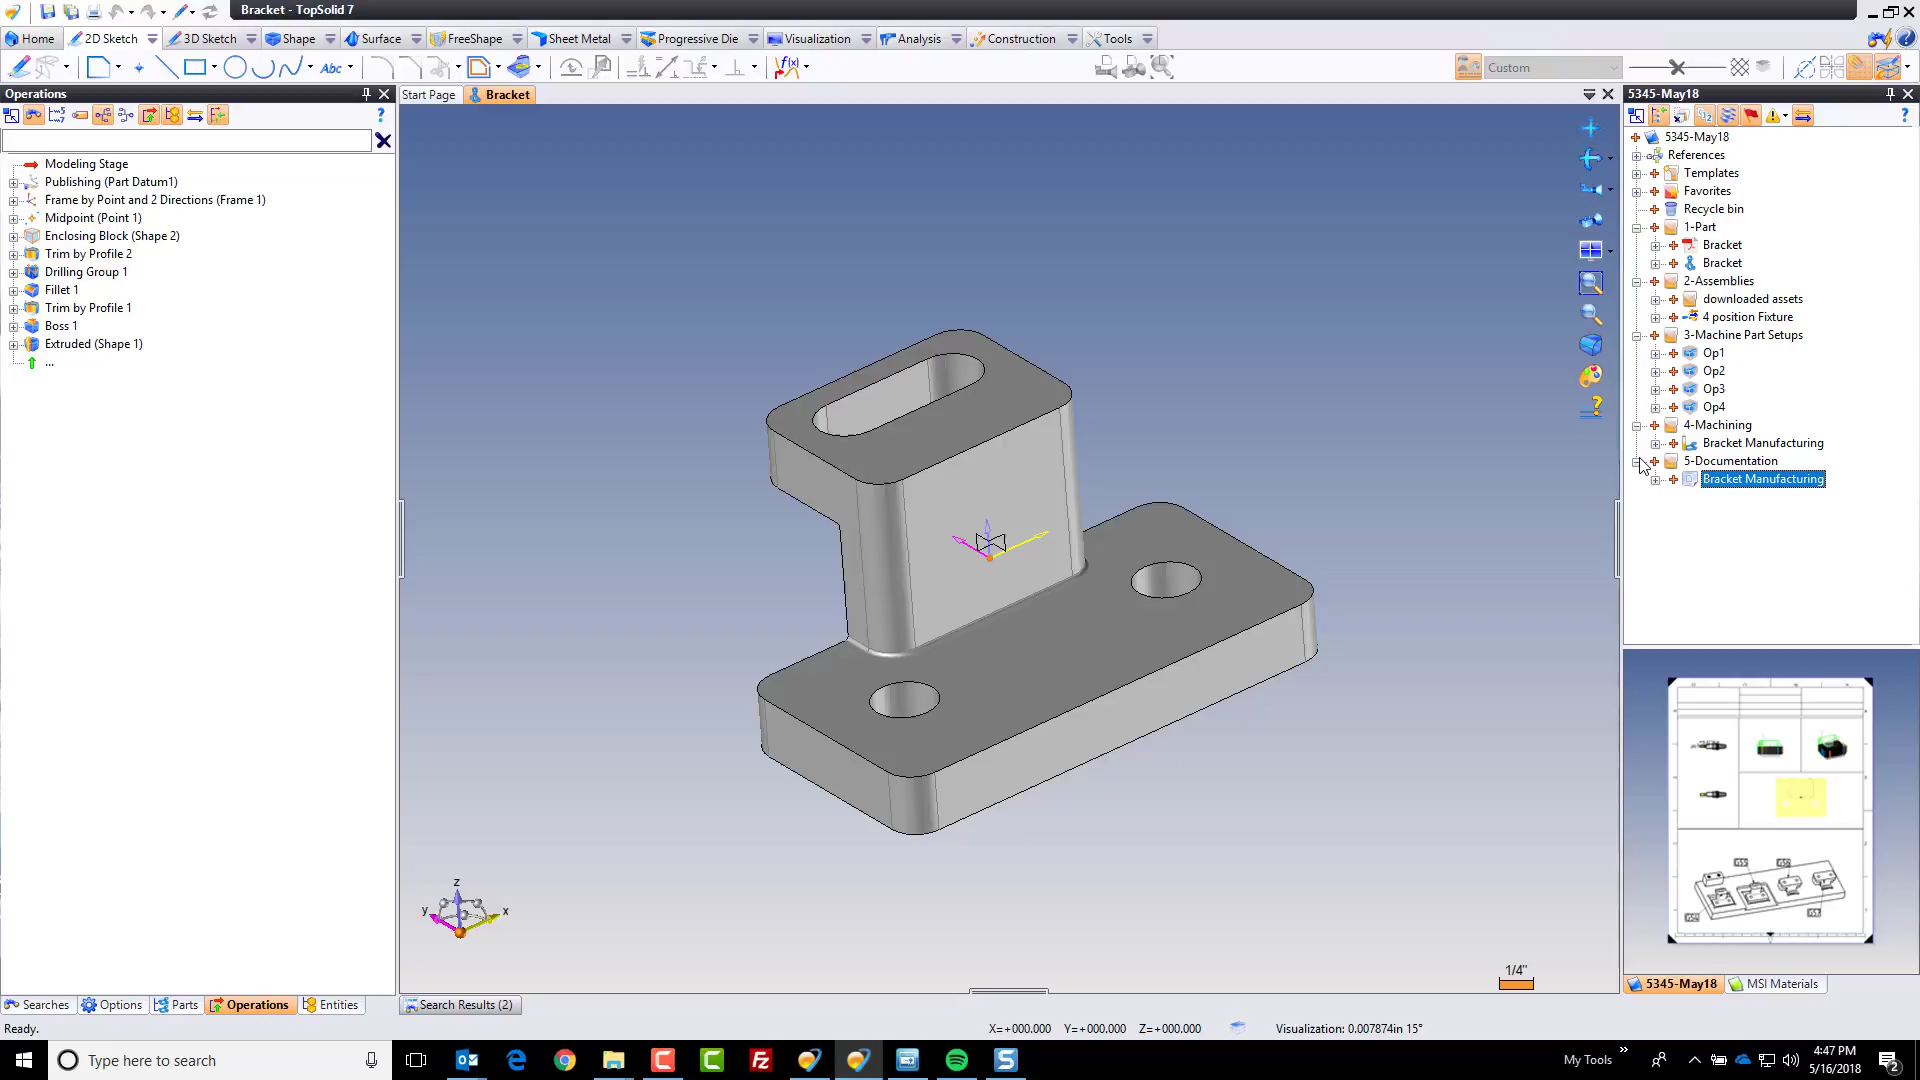 Bracket - TopSolid 7
Home 2D Sketch 3D Sketch Shape Surface FreeShape Sheet Metal Progressive Die Visualization Analysis Construction Tools
Abc f(x) Custom
Operations
Start Page Bracket
5345-May18
Modeling Stage
Publishing (Part Datum1)
Frame by Point and 2 Directions (Frame 1)
Midpoint (Point 1)
Enclosing Block (Shape 2)
Trim by Profile 2
Drilling Group 1
Fillet 1
Trim by Profile 1
Boss 1
Extruded (Shape 1)
...
5345-May18
References
Templates
Favorites
Recycle bin
1-Part
Bracket
Bracket
2-Assemblies
downloaded assets
4 position Fixture
3-Machine Part Setups
Op1
Op2
Op3
Op4
4-Machining
Bracket Manufacturing
5-Documentation
Bracket Manufacturing
z
y
x
1/4"
G55
G56
G54
G57
Searches Options Parts Operations Entities
Search Results (2)
5345-May18 MSI Materials
Ready.
X=+000.000 Y=+000.000 Z=+000.000 Visualization: 0.007874in 15°
Type here to search
My Tools
4:47 PM
5/16/2018
2